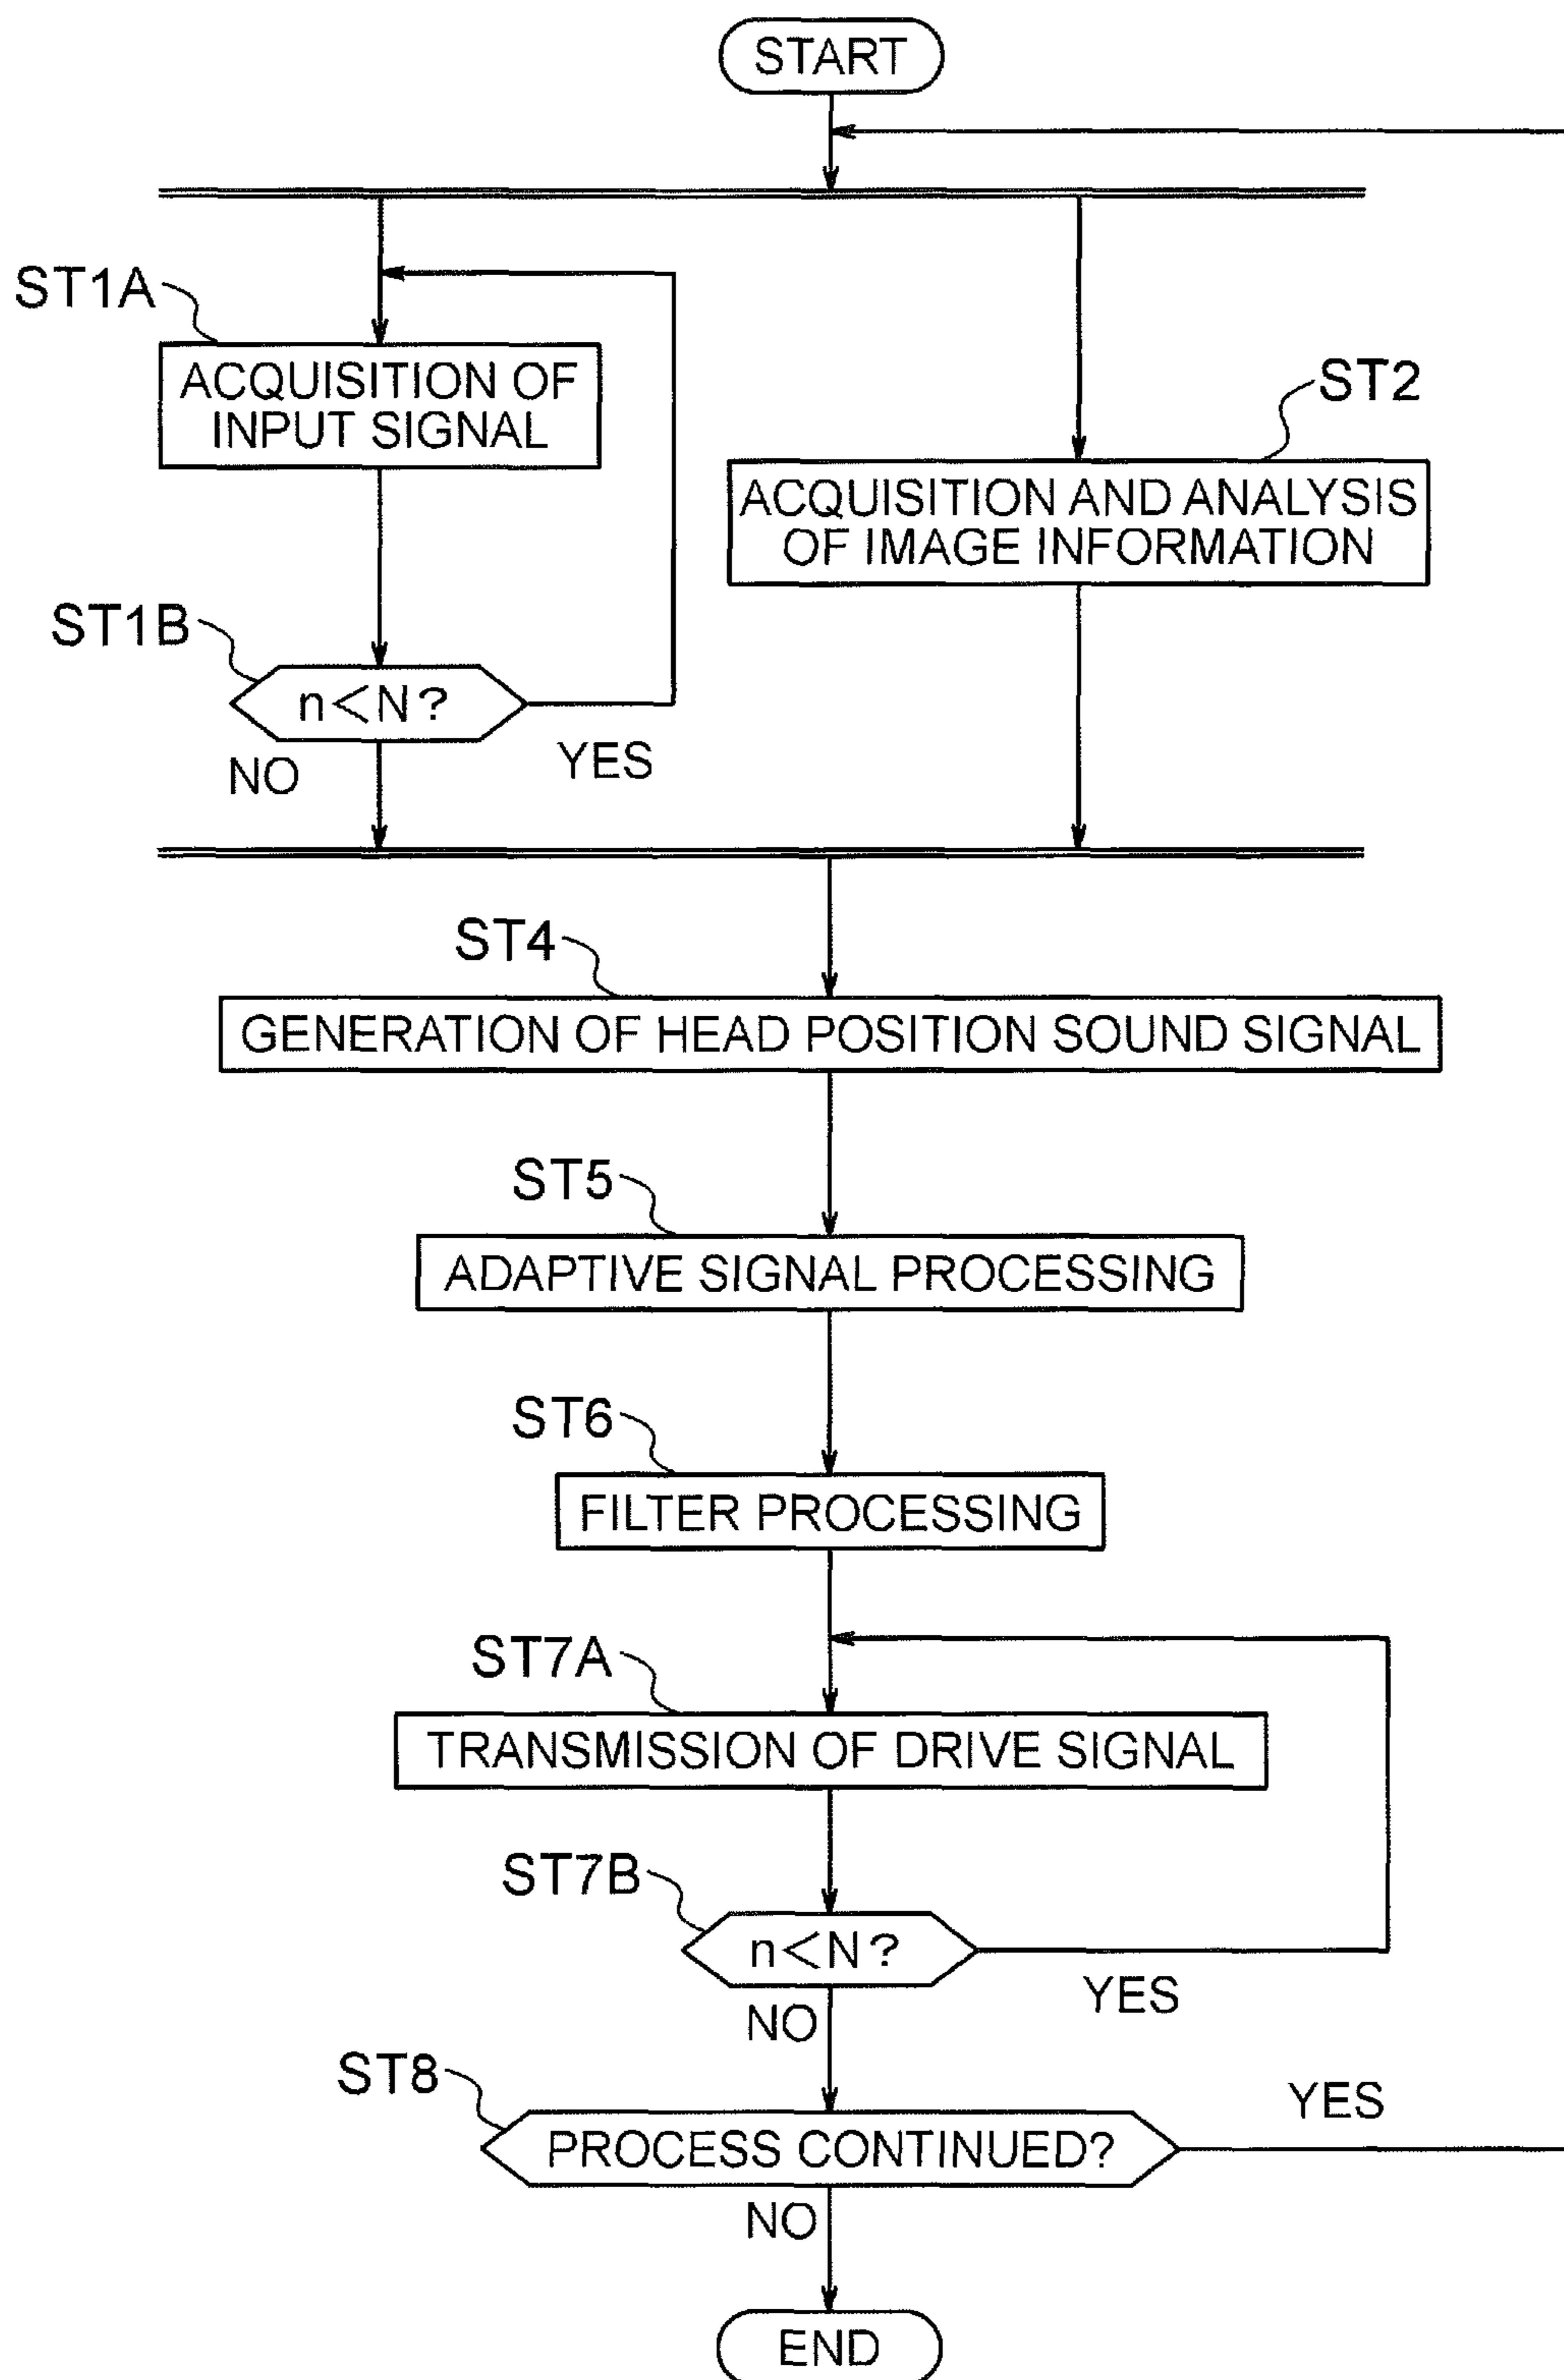 START
ST1A
ACQUISITION OF
INPUT SIGNAL
ST2
ACQUISITION AND ANALYSIS
OF IMAGE INFORMATION
ST1B
n<N?
YES
NO
ST4
GENERATION OF HEAD POSITION SOUND SIGNAL
ST5
ADAPTIVE SIGNAL PROCESSING
ST6
FILTER PROCESSING
ST7A
TRANSMISSION OF DRIVE SIGNAL
ST7B
n<N?
YES
NO
ST8
YES
PROCESS CONTINUED?
NO
END